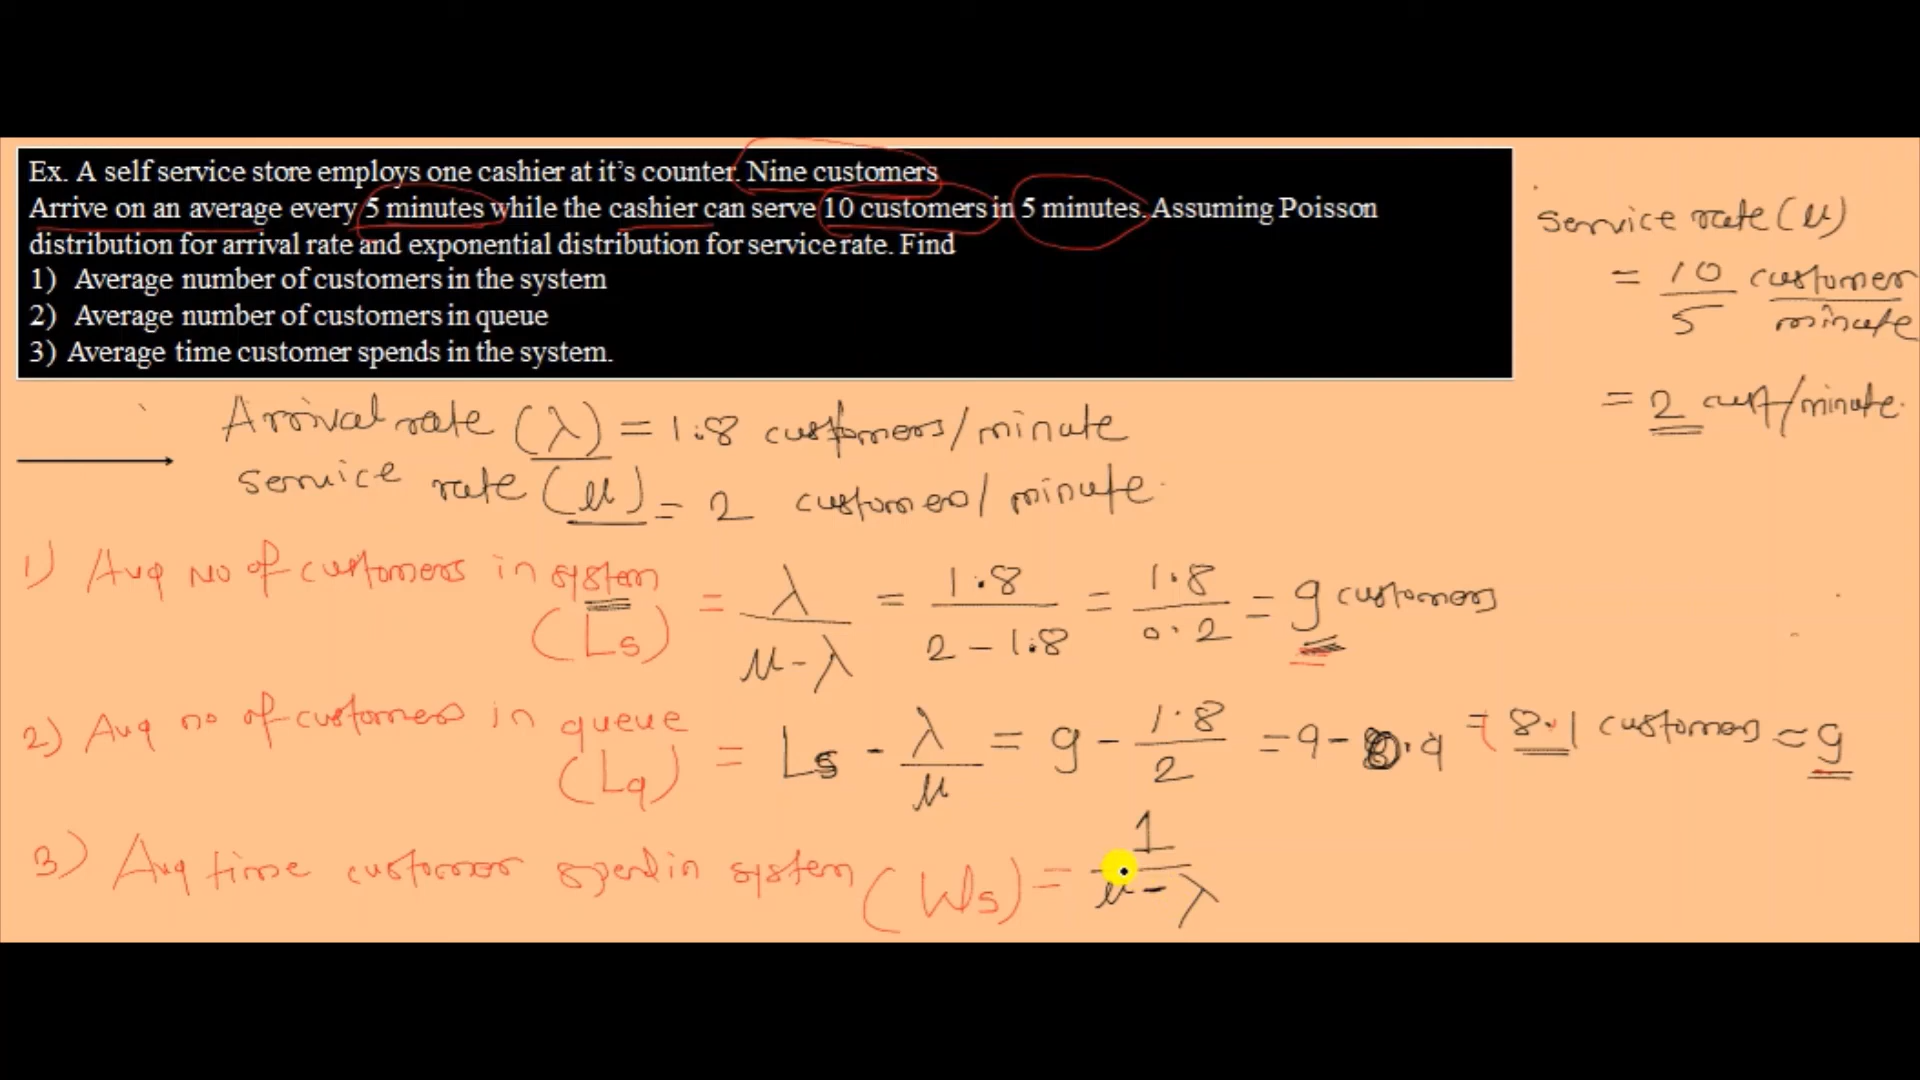 Ex. A self service store employs one cashier at it’s counter. Nine customers
Arrive on an average every 5 minutes while the cashier can serve 10 customers in 5 minutes. Assuming Poisson
distribution for arrival rate and exponential distribution for service rate. Find
1) Average number of customers in the system
2) Average number of customers in queue
3) Average time customer spends in the system.
service rate (μ)
= 10/5 customer/minute
= 2 cust/minute.
Arrival rate (λ) = 1.8 customers/minute
service rate (μ) = 2 customers/minute.
1) Avg No of customers in system (Ls) = λ/(μ-λ) = 1.8/(2-1.8) = 1.8/0.2 = 9 customers
2) Avg no of customers in queue (Lq) = Ls - λ/μ = 9 - 1.8/2 = 9 - 0.9 = 8.1 customers = 9
3) Avg time customer spend in system (Ws) = 1/(μ-λ)